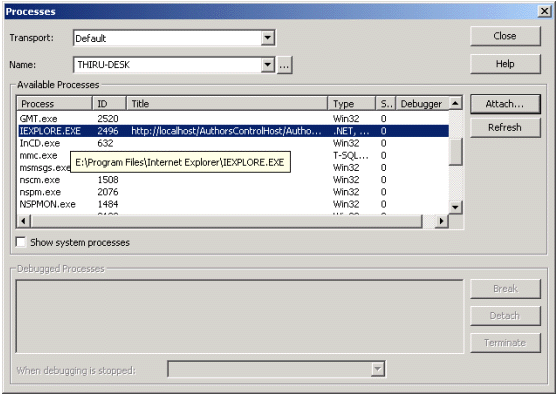 Processes
Transport: Default Close
Name: THIRU-DESK ... Help
Available Processes
Process ID Title Type S.. Debugger Attach...
GMT.exe 2520 Win32 0
IEXPLORE.EXE 2496 http://localhost/AuthorsControlHost/Autho... .NET, ... 0 Refresh
InCD.exe 632 Win32 0
mmc.exe T-SQL... 0
E:\Program Files\Internet Explorer\IEXPLORE.EXE
msmsgs.exe Win32 0
nscm.exe 1508 Win32 0
nspm.exe 2076 Win32 0
NSPMON.exe 1484 Win32 0
Show system processes
Debugged Processes
Break
Detach
Terminate
When debugging is stopped: